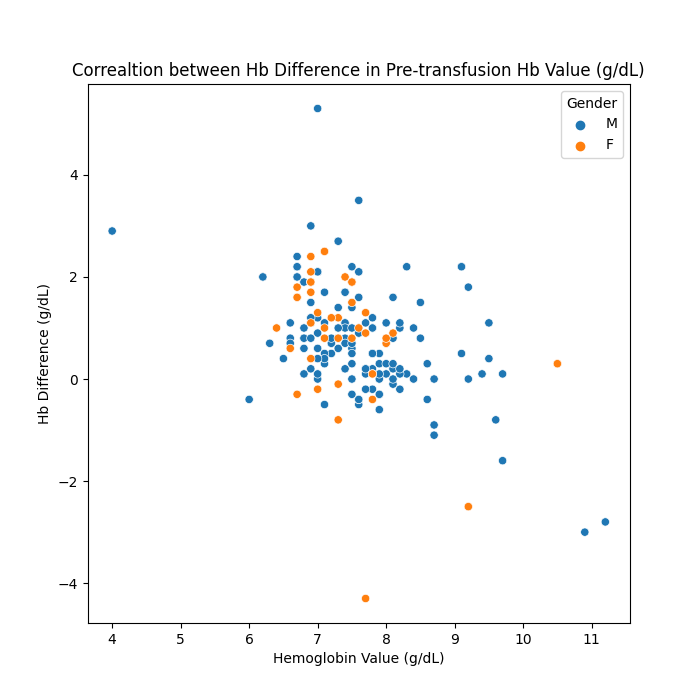 Correaltion between Hb Difference in Pre-transfusion Hb Value (g/dL)
Gender
M
F
4
2
0
−2
−4
Hb Difference (g/dL)
4 5 6 7 8 9 10 11
Hemoglobin Value (g/dL)